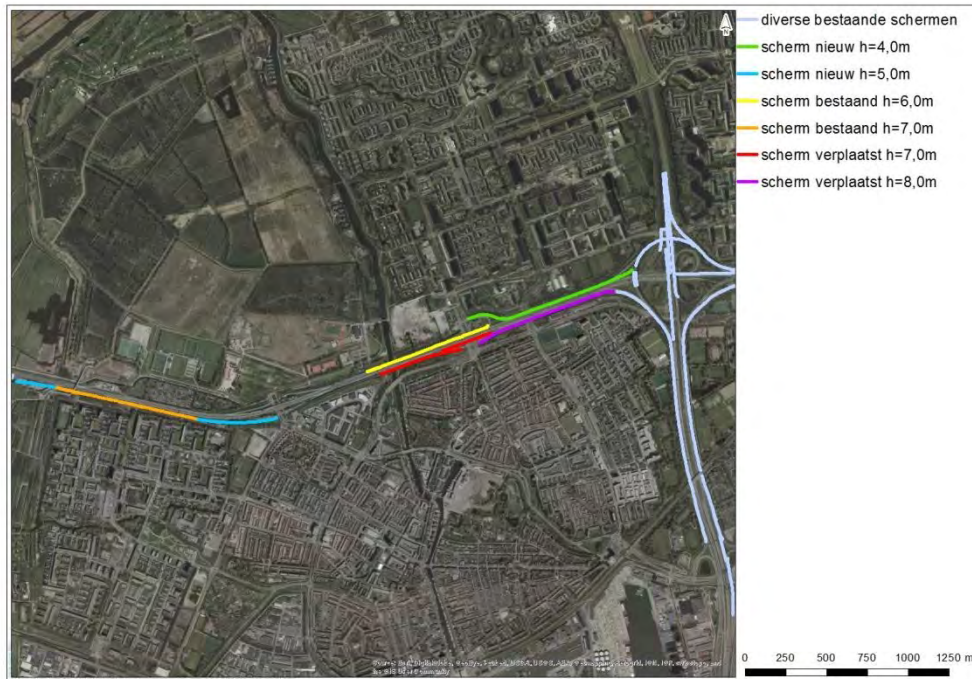 diverse bestaande schermen
scherm nieuw h=4,0m
scherm nieuw h=5,0m
scherm bestaand h=6,0m
scherm bestaand h=7,0m
scherm verplaatst h=7,0m
scherm verplaatst h=8,0m
N
0 250 500 750 1000 1250 m